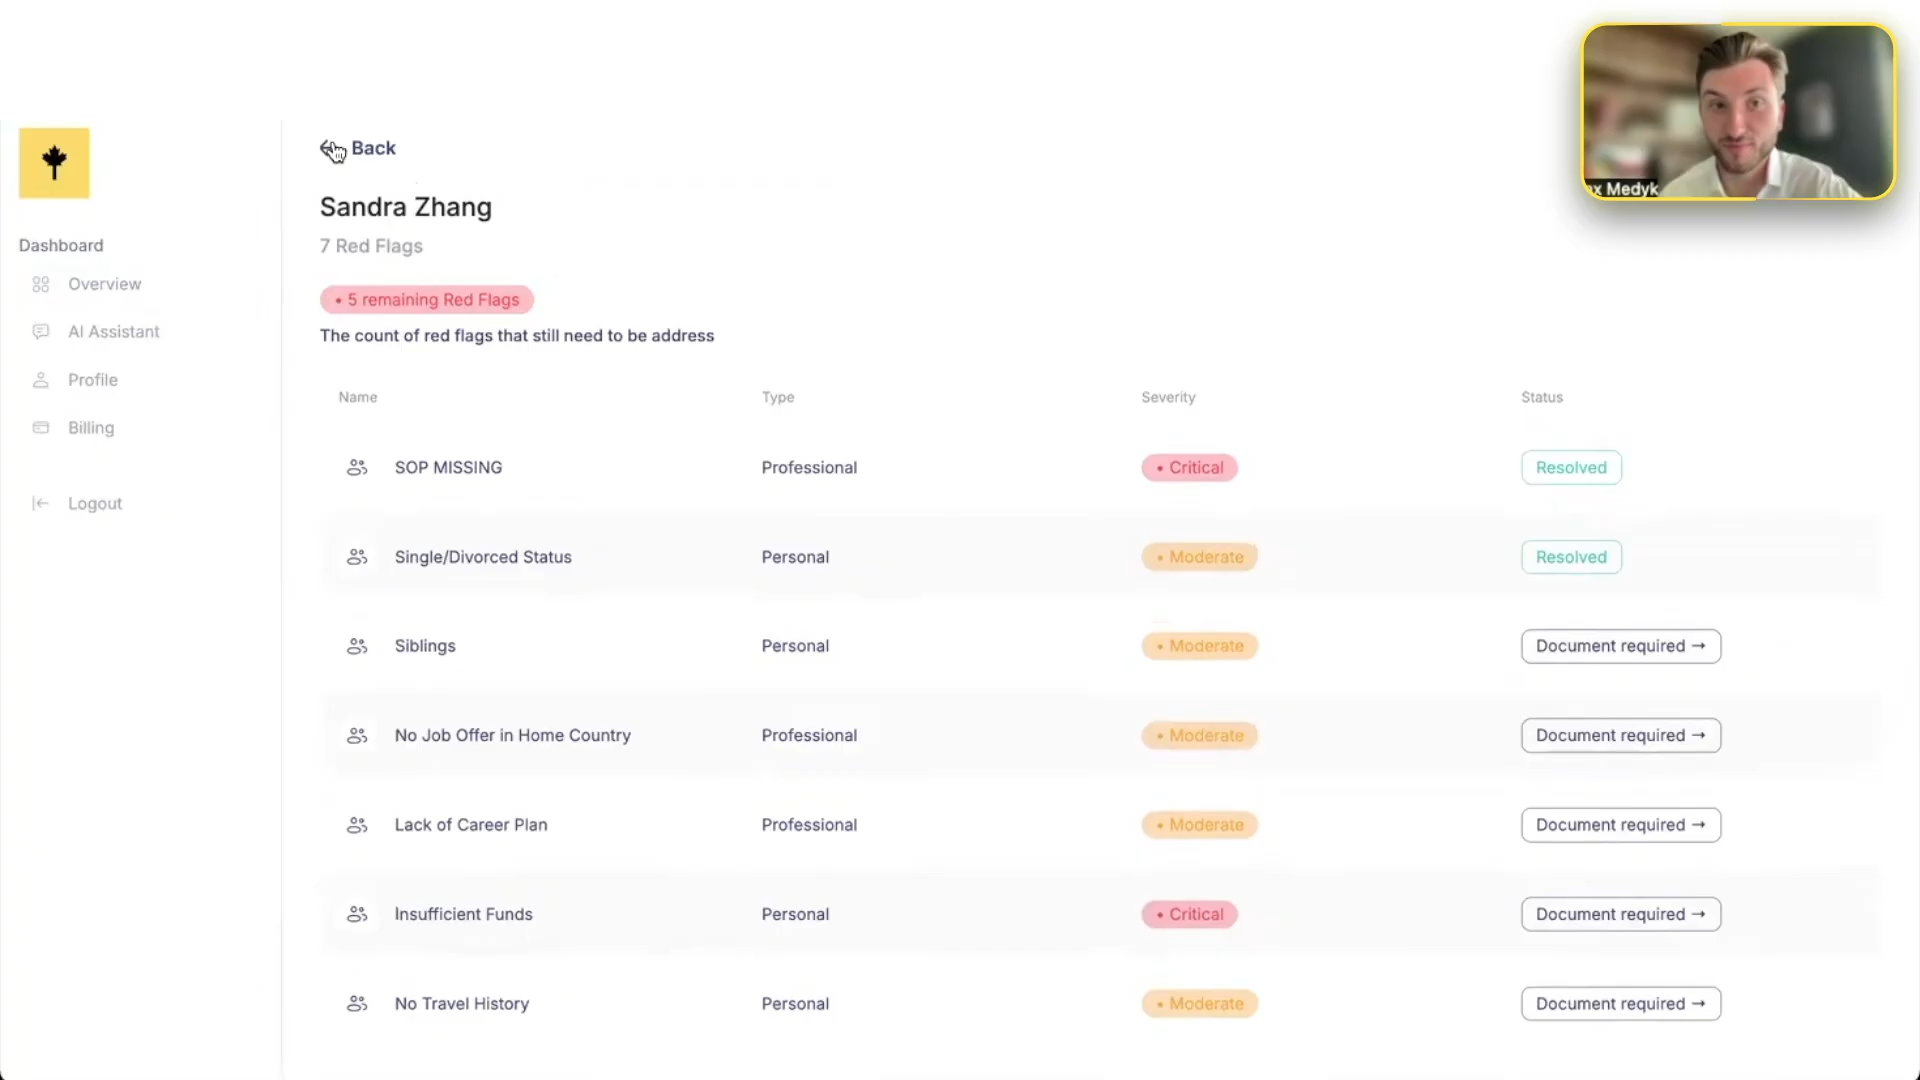 Back
Sandra Zhang
7 Red Flags
• 5 remaining Red Flags
The count of red flags that still need to be address
Dashboard
Overview
AI Assistant
Profile
Billing
Logout
Name Type Severity Status
SOP MISSING Professional • Critical Resolved
Single/Divorced Status Personal • Moderate Resolved
Siblings Personal • Moderate Document required →
No Job Offer in Home Country Professional • Moderate Document required →
Lack of Career Plan Professional • Moderate Document required →
Insufficient Funds Personal • Critical Document required →
No Travel History Personal • Moderate Document required →
Medyk